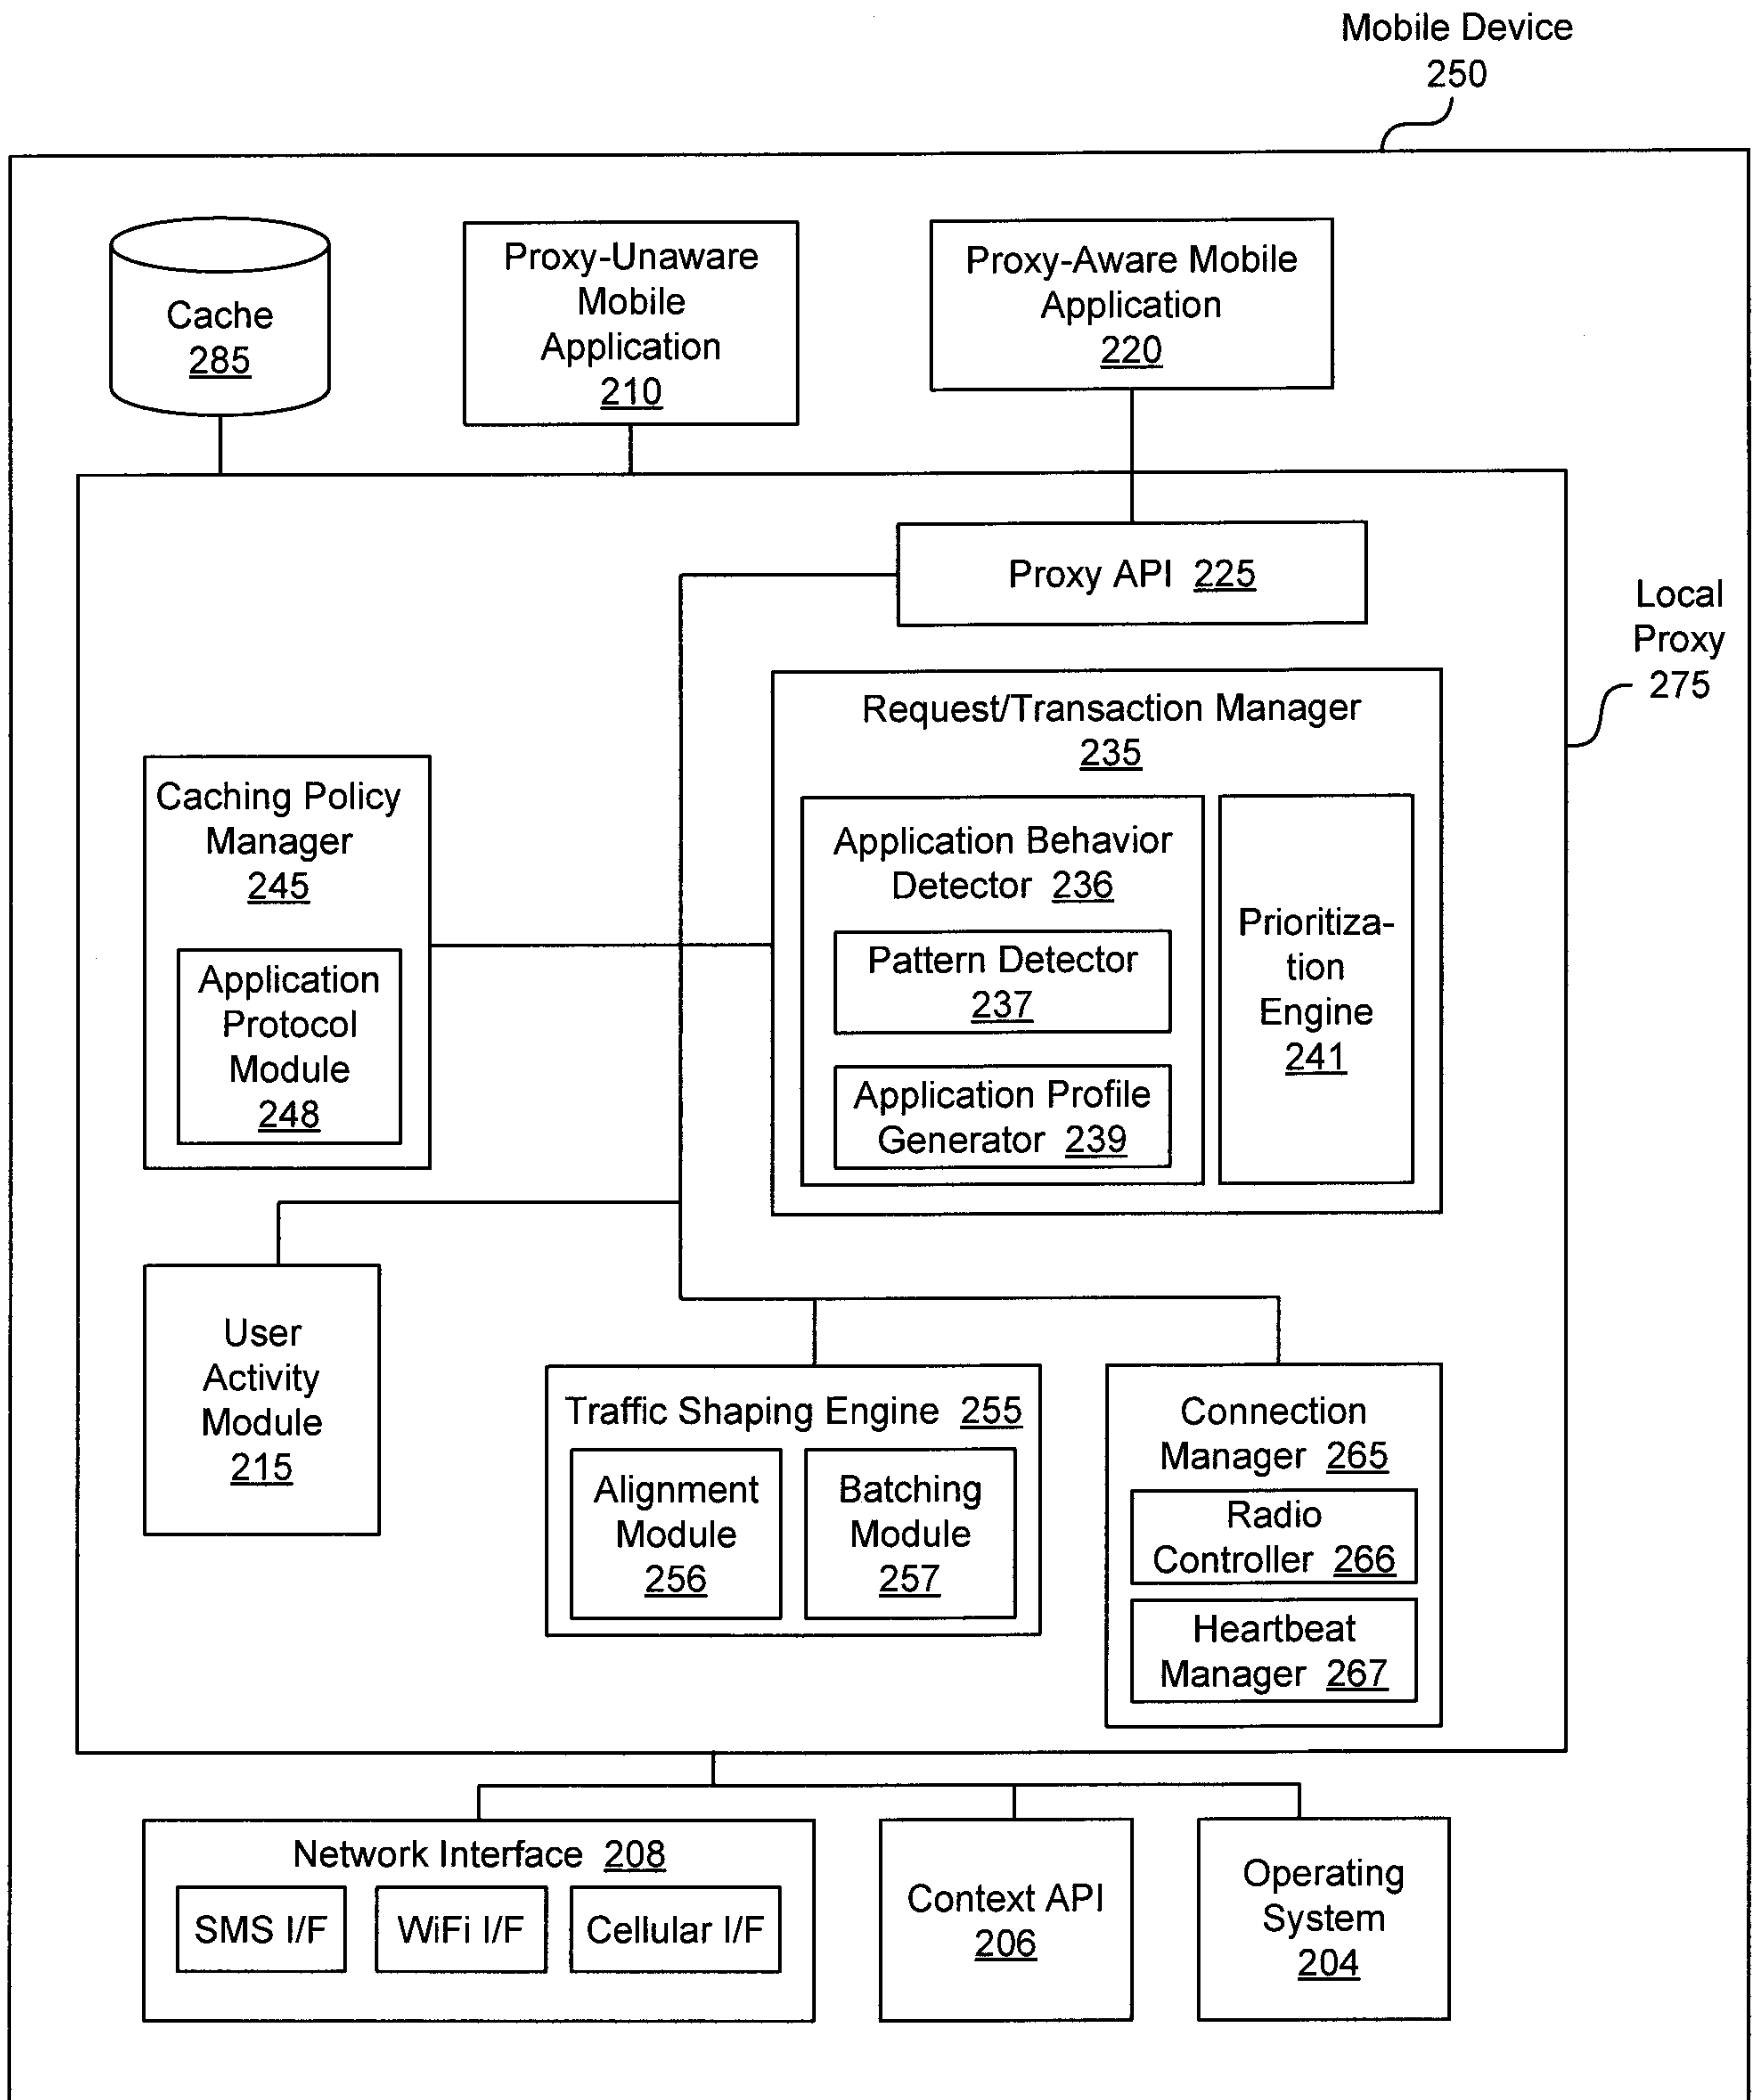 Mobile Device
250
Cache
285
Proxy-Unaware
Mobile
Application
210
Proxy-Aware Mobile
Application
220
Proxy API 225
Local
Proxy
275
Request/Transaction Manager
235
Caching Policy
Manager
245
Application
Protocol
Module
248
Application Behavior
Detector 236
Pattern Detector
237
Application Profile
Generator 239
Prioritiza-
tion
Engine
241
User
Activity
Module
215
Traffic Shaping Engine 255
Alignment
Module
256
Batching
Module
257
Connection
Manager 265
Radio
Controller 266
Heartbeat
Manager 267
Network Interface 208
SMS I/F
WiFi I/F
Cellular I/F
Context API
206
Operating
System
204